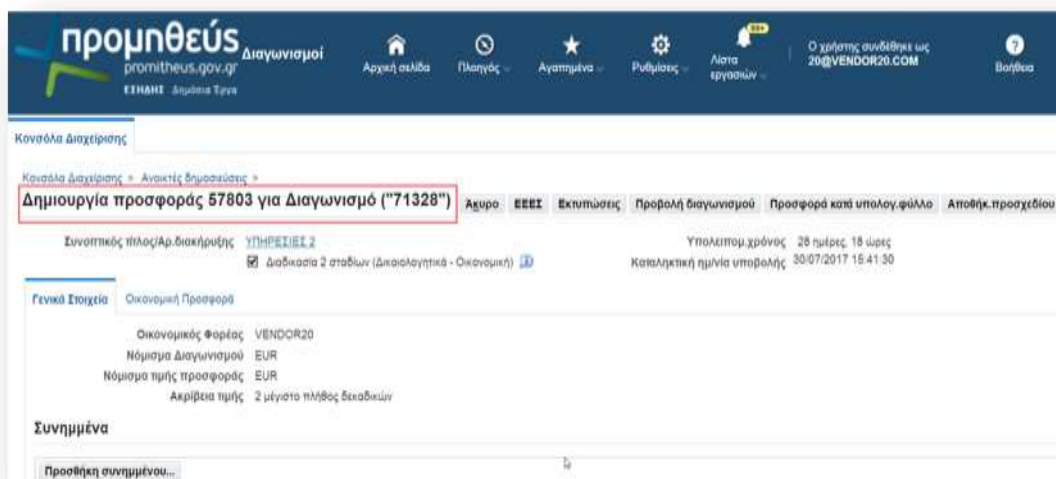 προμηθεύς
Διαγωνισμοί
promitheus.gov.gr
ΕΣΗΔΗΣ Δημόσια Έργα
Αρχική σελίδα
Πλοηγός
Αγαπημένα
Ρυθμίσεις
99+
Λίστα εργασιών
Ο χρήστης συνδέθηκε ως
20@VENDOR20.COM
Βοήθεια
Κονσόλα Διαχείρισης
Κονσόλα Διαχείρισης » Ανοικτές δημοσιεύσεις »
Δημιουργία προσφοράς 57803 για Διαγωνισμό ("71328") Άκυρο ΕΕΕΣ Εκτυπώσεις Προβολή διαγωνισμού Προσφορά κατά υπολογ.φύλλο Αποθήκ.προσχεδίου
Συνοπτικός τίτλος/Αρ.διακήρυξης ΥΠΗΡΕΣΙΕΣ 2 Υπολειπομ.χρόνος 28 ημέρες, 18 ώρες
Διαδικασία 2 σταδίων (Δικαιολογητικά - Οικονομική) Καταληκτική ημ/νία υποβολής 30/07/2017 15:41:30
Γενικά Στοιχεία Οικονομική Προσφορά
Οικονομικός Φορέας VENDOR20
Νόμισμα Διαγωνισμού EUR
Νόμισμα τιμής προσφοράς EUR
Ακρίβεια τιμής 2 μέγιστο πλήθος δεκαδικών
Συνημμένα
Προσθήκη συνημμένου...